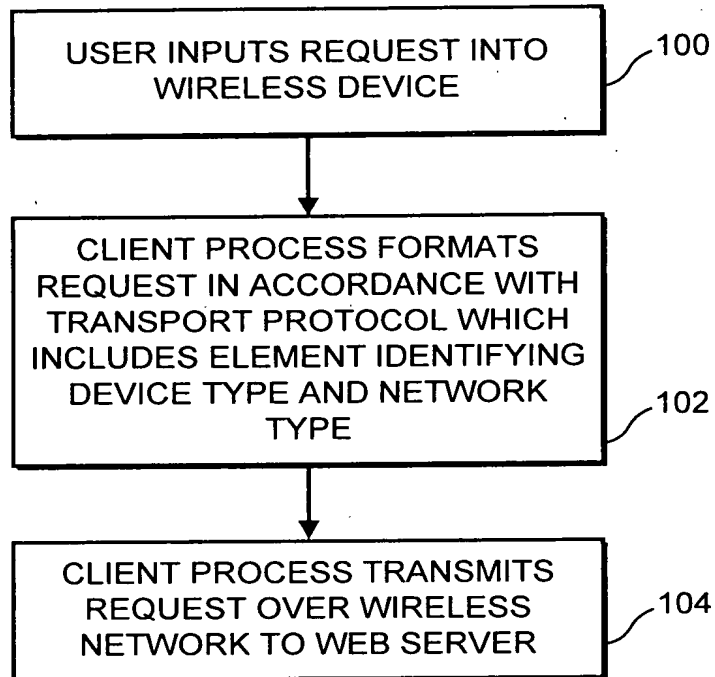 USER INPUTS REQUEST INTO
WIRELESS DEVICE
100
CLIENT PROCESS FORMATS
REQUEST IN ACCORDANCE WITH
TRANSPORT PROTOCOL WHICH
INCLUDES ELEMENT IDENTIFYING
DEVICE TYPE AND NETWORK
TYPE
102
CLIENT PROCESS TRANSMITS
REQUEST OVER WIRELESS
NETWORK TO WEB SERVER
104